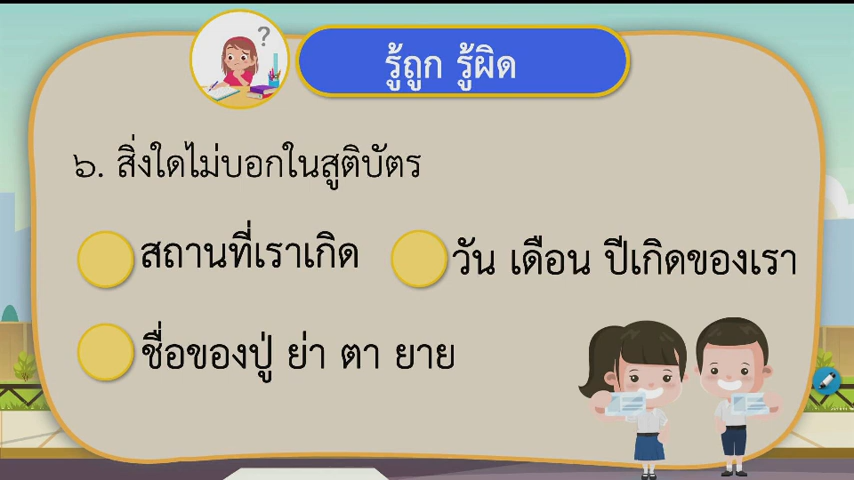 รู้ถูก รู้ผิด
๖. สิ่งใดไม่บอกในสูติบัตร
สถานที่เราเกิด วัน เดือน ปีเกิดของเรา
ชื่อของปู่ ย่า ตา ยาย